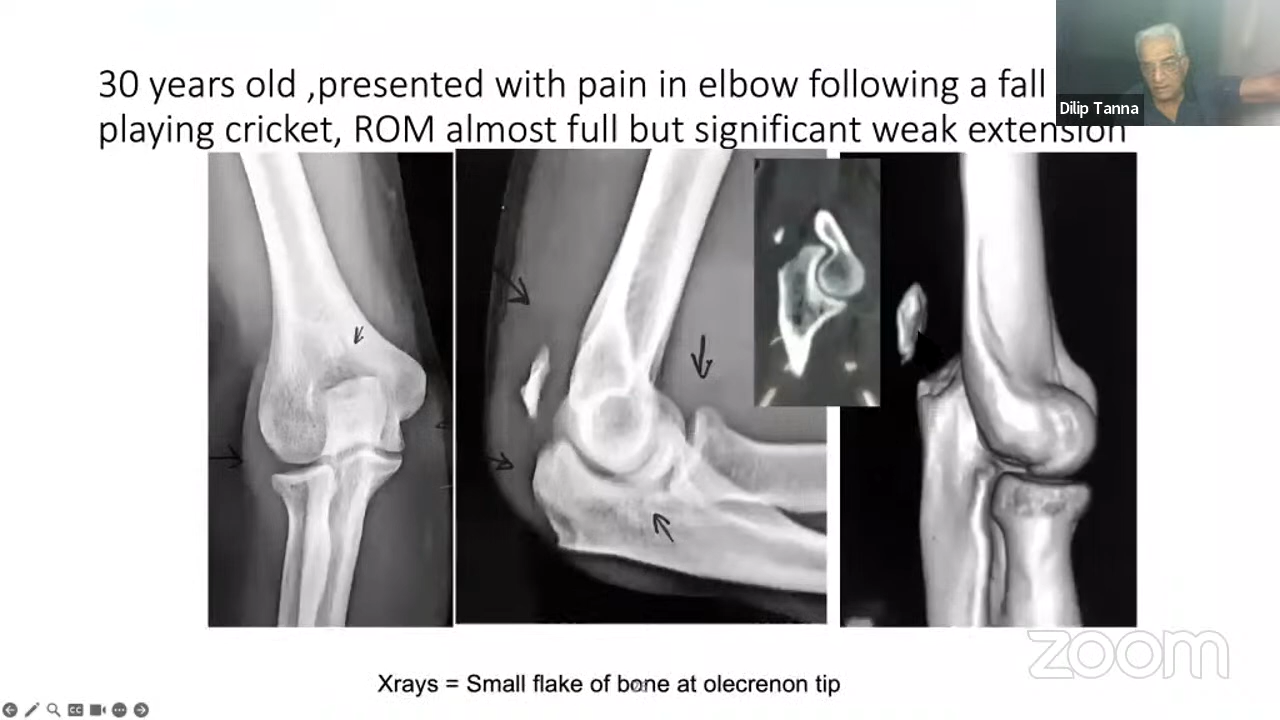 30 years old ,presented with pain in elbow following a fall
playing cricket, ROM almost full but significant weak extension
Dilip Tanna
zoom
Xrays = Small flake of bone at olecrenon tip